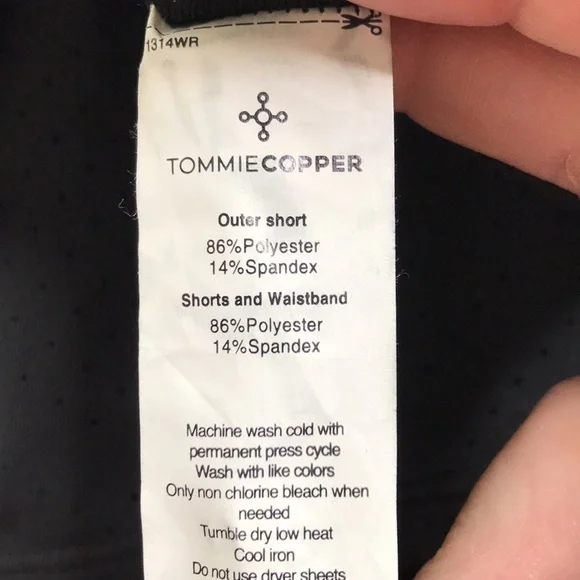 1314WR
TOMMIECOPPER
Outer short
86%Polyester
14%Spandex
Shorts and Waistband
86%Polyester
14%Spandex
Machine wash cold with
permanent press cycle
Wash with like colors
Only non chlorine bleach when
needed
Tumble dry low heat
Cool iron
Do not use dryer sheets